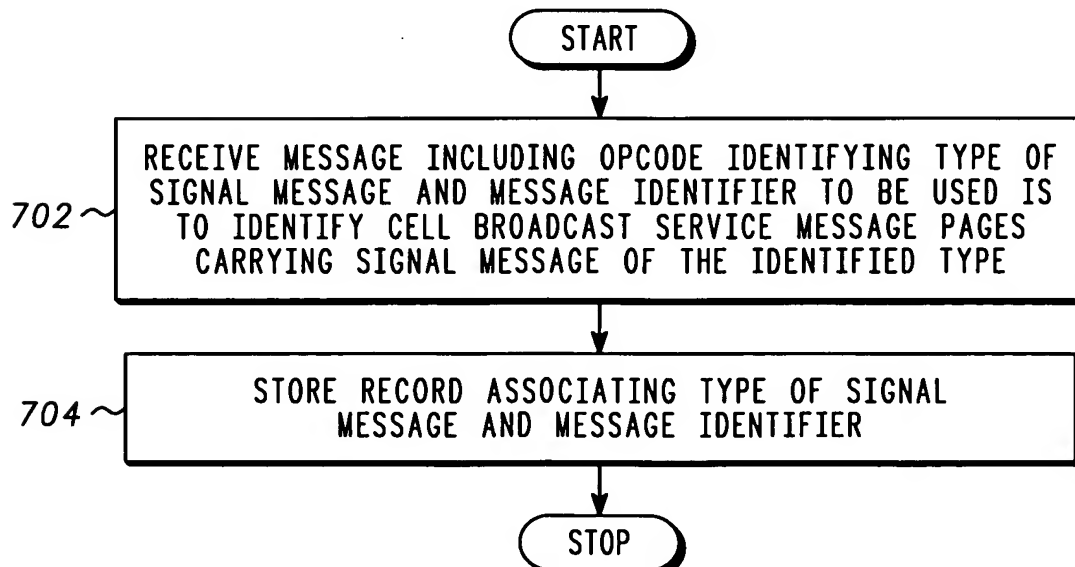 START
RECEIVE MESSAGE INCLUDING OPCODE IDENTIFYING TYPE OF
SIGNAL MESSAGE AND MESSAGE IDENTIFIER TO BE USED IS
702
TO IDENTIFY CELL BROADCAST SERVICE MESSAGE PAGES
CARRYING SIGNAL MESSAGE OF THE IDENTIFIED TYPE
704
STORE RECORD ASSOCIATING TYPE OF SIGNAL
MESSAGE AND MESSAGE IDENTIFIER
STOP